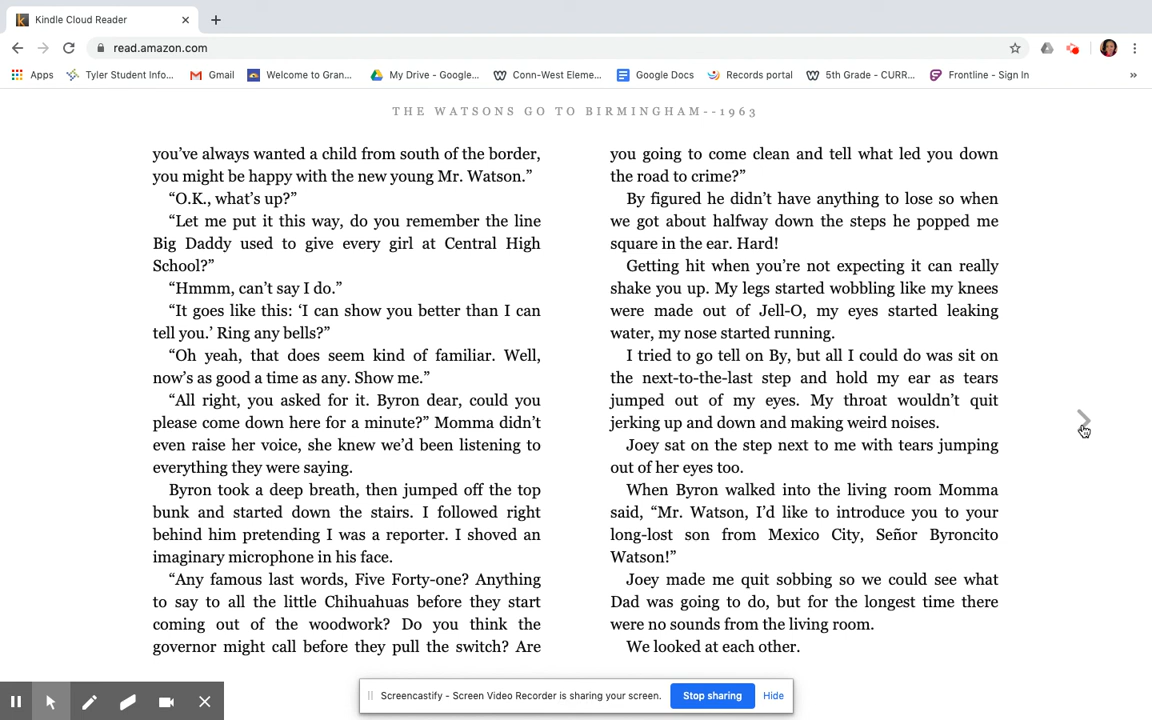 Kindle Cloud Reader
read.amazon.com
Apps
Tyler Student Info...
Gmail
Welcome to Gran...
My Drive - Google...
Conn-West Eleme...
Google Docs
Records portal
5th Grade - CURR...
Frontline - Sign In
»
THE WATSONS GO TO BIRMINGHAM--1963
you’ve always wanted a child from south of the border,
you might be happy with the new young Mr. Watson.”
“O.K., what’s up?”
“Let me put it this way, do you remember the line
Big Daddy used to give every girl at Central High
School?”
“Hmmm, can’t say I do.”
“It goes like this: ‘I can show you better than I can
tell you.’ Ring any bells?”
“Oh yeah, that does seem kind of familiar. Well,
now’s as good a time as any. Show me.”
“All right, you asked for it. Byron dear, could you
please come down here for a minute?” Momma didn’t
even raise her voice, she knew we’d been listening to
everything they were saying.
Byron took a deep breath, then jumped off the top
bunk and started down the stairs. I followed right
behind him pretending I was a reporter. I shoved an
imaginary microphone in his face.
“Any famous last words, Five Forty-one? Anything
to say to all the little Chihuahuas before they start
coming out of the woodwork? Do you think the
governor might call before they pull the switch? Are
you going to come clean and tell what led you down
the road to crime?”
By figured he didn’t have anything to lose so when
we got about halfway down the steps he popped me
square in the ear. Hard!
Getting hit when you’re not expecting it can really
shake you up. My legs started wobbling like my knees
were made out of Jell-O, my eyes started leaking
water, my nose started running.
I tried to go tell on By, but all I could do was sit on
the next-to-the-last step and hold my ear as tears
jumped out of my eyes. My throat wouldn’t quit
jerking up and down and making weird noises.
Joey sat on the step next to me with tears jumping
out of her eyes too.
When Byron walked into the living room Momma
said, “Mr. Watson, I’d like to introduce you to your
long-lost son from Mexico City, Señor Byroncito
Watson!”
Joey made me quit sobbing so we could see what
Dad was going to do, but for the longest time there
were no sounds from the living room.
We looked at each other.
Screencastify - Screen Video Recorder is sharing your screen.
Stop sharing
Hide